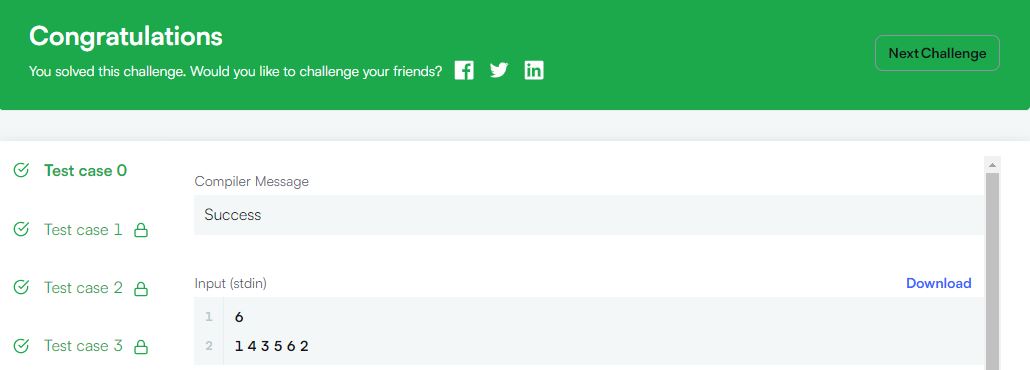 Congratulations
You solved this challenge. Would you like to challenge your friends?
Next Challenge
Test case 0
Compiler Message
Success
Test case 1
Test case 2
Input (stdin)
Download
1 6
2 1 4 3 5 6 2
Test case 3